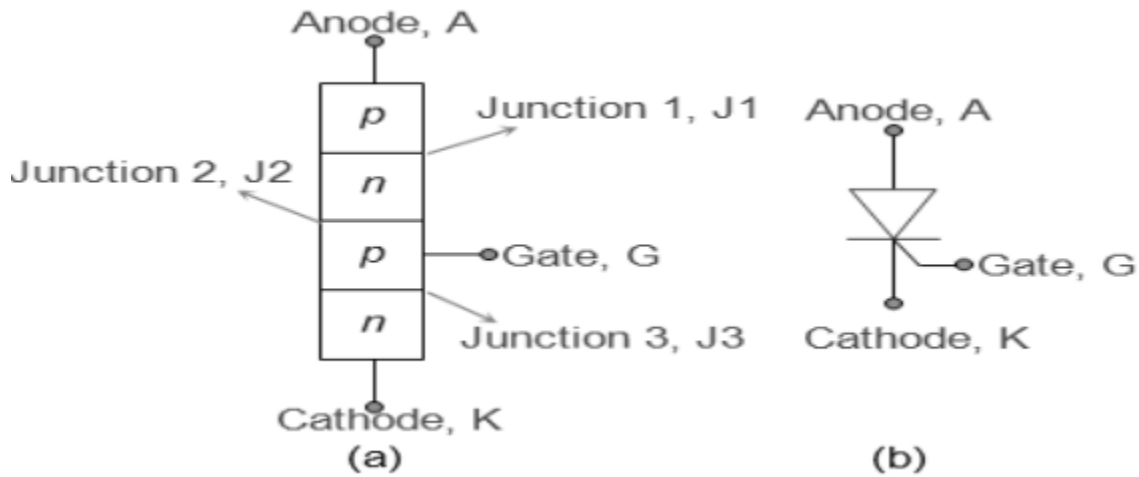 Anode, A
p
Junction 1, J1
n
Junction 2, J2
p
Gate, G
n
Junction 3, J3
Cathode, K
(a)
Anode, A
Gate, G
Cathode, K
(b)